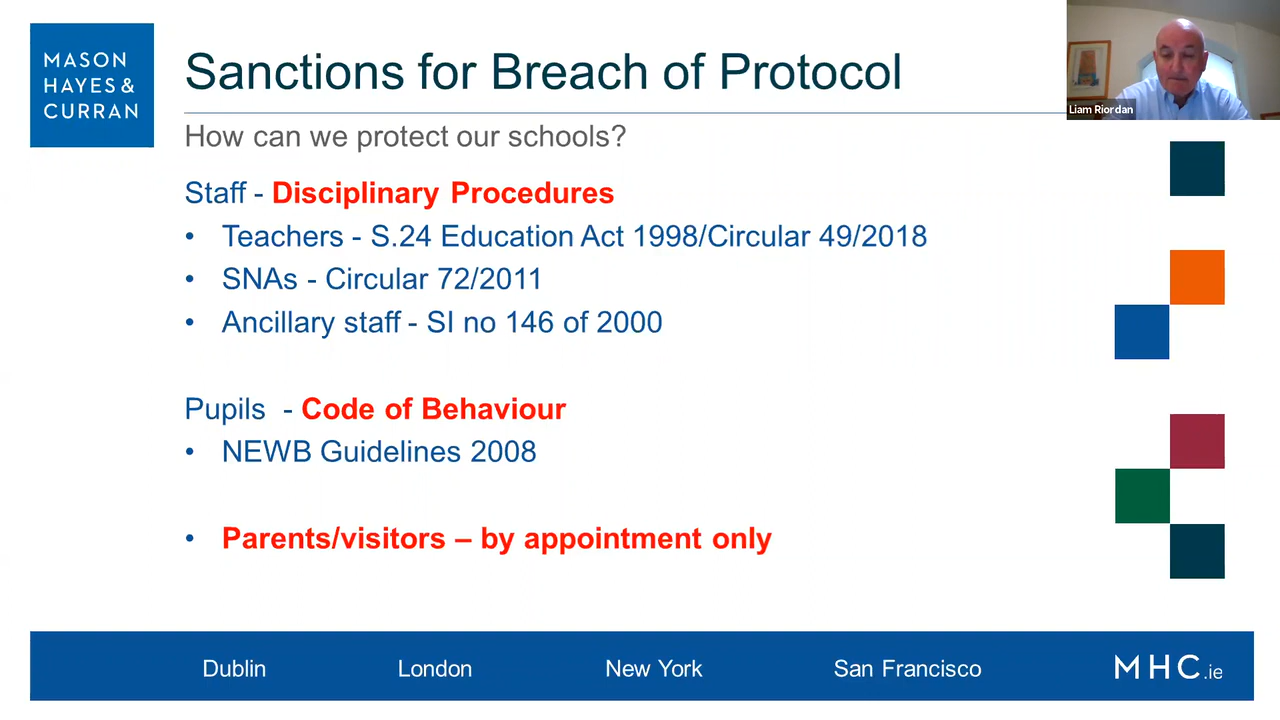 MASON
HAYES &
CURRAN
Sanctions for Breach of Protocol
Liam Riordan
How can we protect our schools?
Staff - Disciplinary Procedures
• Teachers - S.24 Education Act 1998/Circular 49/2018
• SNAs - Circular 72/2011
• Ancillary staff - SI no 146 of 2000
Pupils - Code of Behaviour
• NEWB Guidelines 2008
• Parents/visitors – by appointment only
Dublin London New York San Francisco MHC.ie